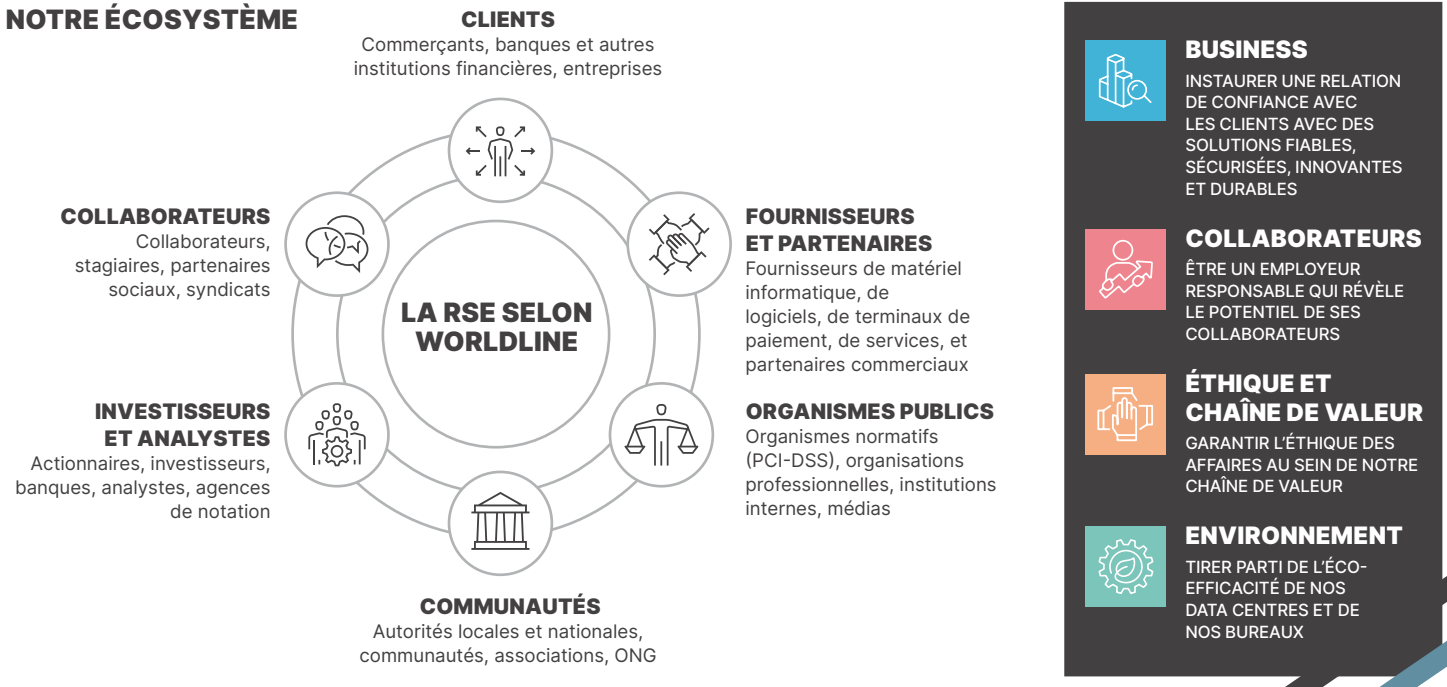 NOTRE ÉCOSYSTÈME
CLIENTS
Commerçants, banques et autres
institutions financières, entreprises
COLLABORATEURS
Collaborateurs,
stagiaires, partenaires
sociaux, syndicats
FOURNISSEURS
ET PARTENAIRES
Fournisseurs de matériel
informatique, de
logiciels, de terminaux de
paiement, de services, et
partenaires commerciaux
LA RSE SELON
WORLDLINE
INVESTISSEURS
ET ANALYSTES
Actionnaires, investisseurs,
banques, analystes, agences
de notation
ORGANISMES PUBLICS
Organismes normatifs
(PCI-DSS), organisations
professionnelles, institutions
internes, médias
COMMUNAUTÉS
Autorités locales et nationales,
communautés, associations, ONG
BUSINESS
INSTAURER UNE RELATION
DE CONFIANCE AVEC
LES CLIENTS AVEC DES
SOLUTIONS FIABLES,
SÉCURISÉES, INNOVANTES
ET DURABLES
COLLABORATEURS
ÊTRE UN EMPLOYEUR
RESPONSABLE QUI RÉVÈLE
LE POTENTIEL DE SES
COLLABORATEURS
ÉTHIQUE ET
CHAÎNE DE VALEUR
GARANTIR L'ÉTHIQUE DES
AFFAIRES AU SEIN DE NOTRE
CHAÎNE DE VALEUR
ENVIRONNEMENT
TIRER PARTI DE L'ÉCO-
EFFICACITÉ DE NOS
DATA CENTRES ET DE
NOS BUREAUX